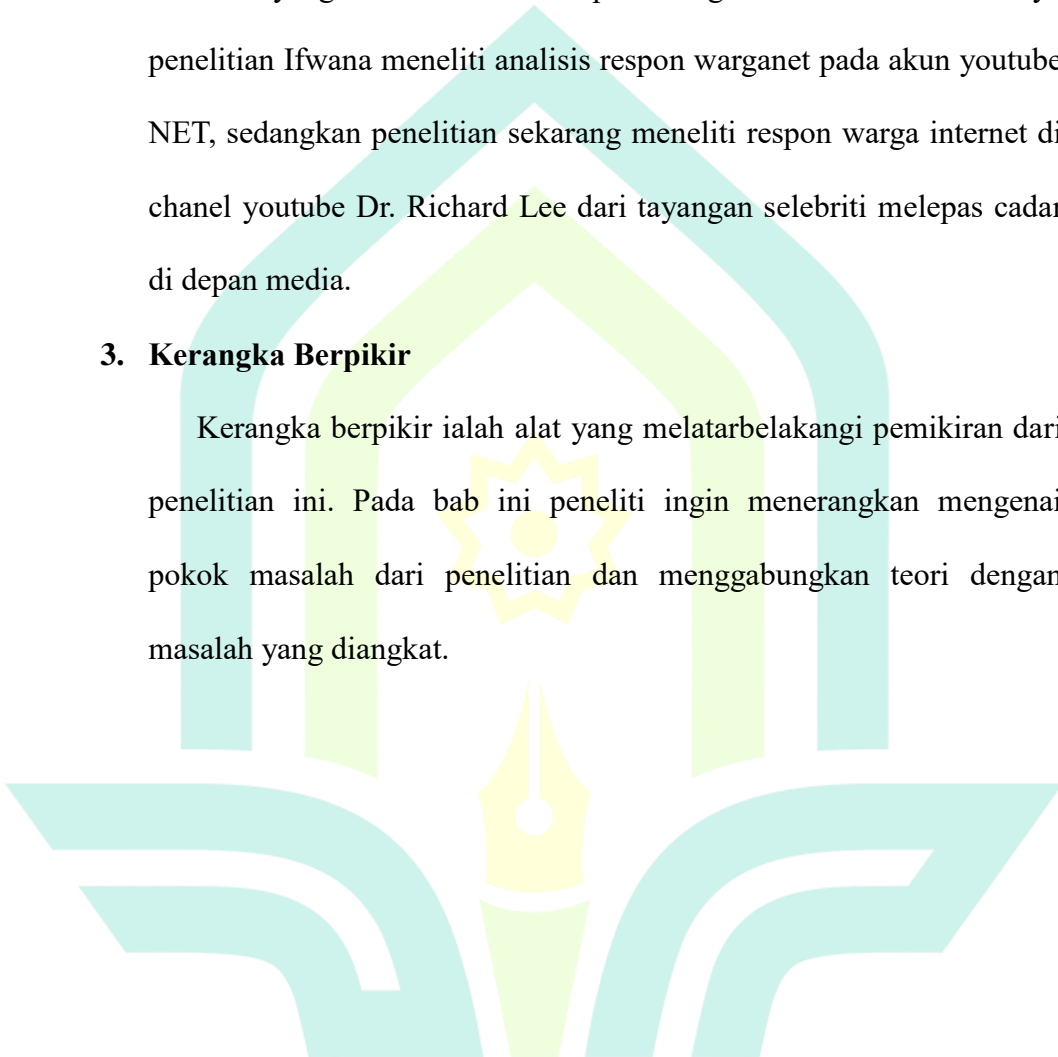 penelitian Ifwana meneliti analisis respon warganet pada akun youtube
NET, sedangkan penelitian sekarang meneliti respon warga internet di
chanel youtube Dr. Richard Lee dari tayangan selebriti melepas cadar
di depan media.
3. Kerangka Berpikir
Kerangka berpikir ialah alat yang melatarbelakangi pemikiran dari
penelitian ini. Pada bab ini peneliti ingin menerangkan mengenai
pokok masalah dari penelitian dan menggabungkan teori dengan
masalah yang diangkat.